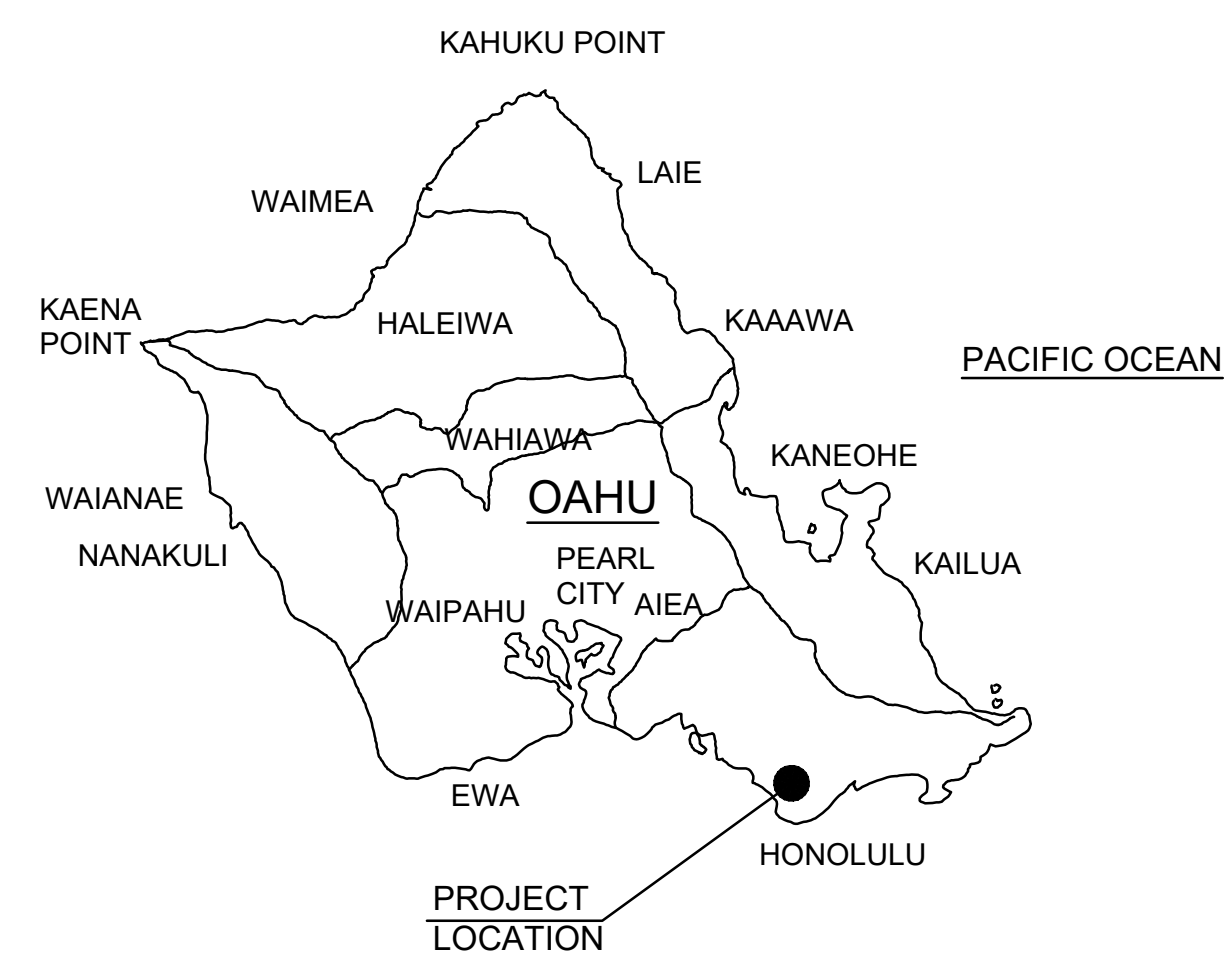 KAHUKU POINT
LAIE
WAIMEA
KAENA
POINT
HALEIWA
KAAAWA
PACIFIC OCEAN
WAHIAWA
KANEOHE
WAIANAE
OAHU
NANAKULI
PEARL
CITY
KAILUA
WAIPAHU
AIEA
EWA
HONOLULU
PROJECT
LOCATION